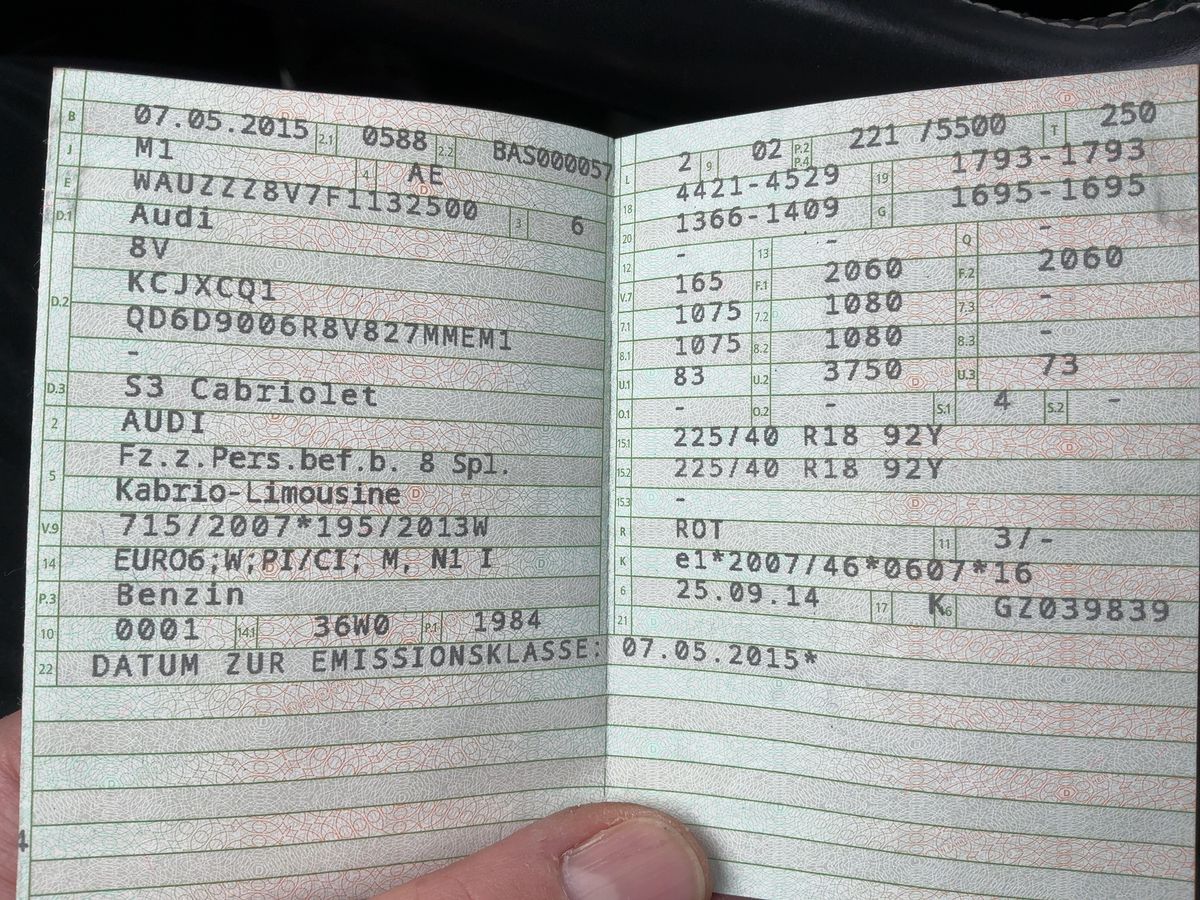 B 07.05.2015 2.1 0588 2.2 BAS000057
J M1 4 AE
E WAUZZZ8V7F1132500 3 6
D.1 Audi
8V
D.2 KCJXCQ1
QD6D9006R8V827MMEM1
-
D.3 S3 Cabriolet
2 AUDI
5 Fz.z.Pers.bef.b. 8 Spl.
Kabrio-Limousine
V.9 715/2007*195/2013W
14 EURO6;W;PI/CI; M, N1 I
P.3 Benzin
10 0001 14.1 36W0 P.1 1984
22 DATUM ZUR EMISSIONSKLASSE: 07.05.2015*
L 2 9 02 P.2 P.4 221 /5500 T 250
18 4421-4529 19 1793-1793
20 1366-1409 G 1695-1695
12 - 13 - Q -
V.7 165 F.1 2060 F.2 2060
7.1 1075 7.2 1080 7.3 -
8.1 1075 8.2 1080 8.3 -
U.1 83 U.2 3750 U.3 73
O.1 - O.2 - S.1 4 S.2 -
15.1 225/40 R18 92Y
15.2 225/40 R18 92Y
15.3 -
R ROT 11 3/-
K e1*2007/46*0607*16
6 25.09.14 17 K 16 GZ039839
21
4